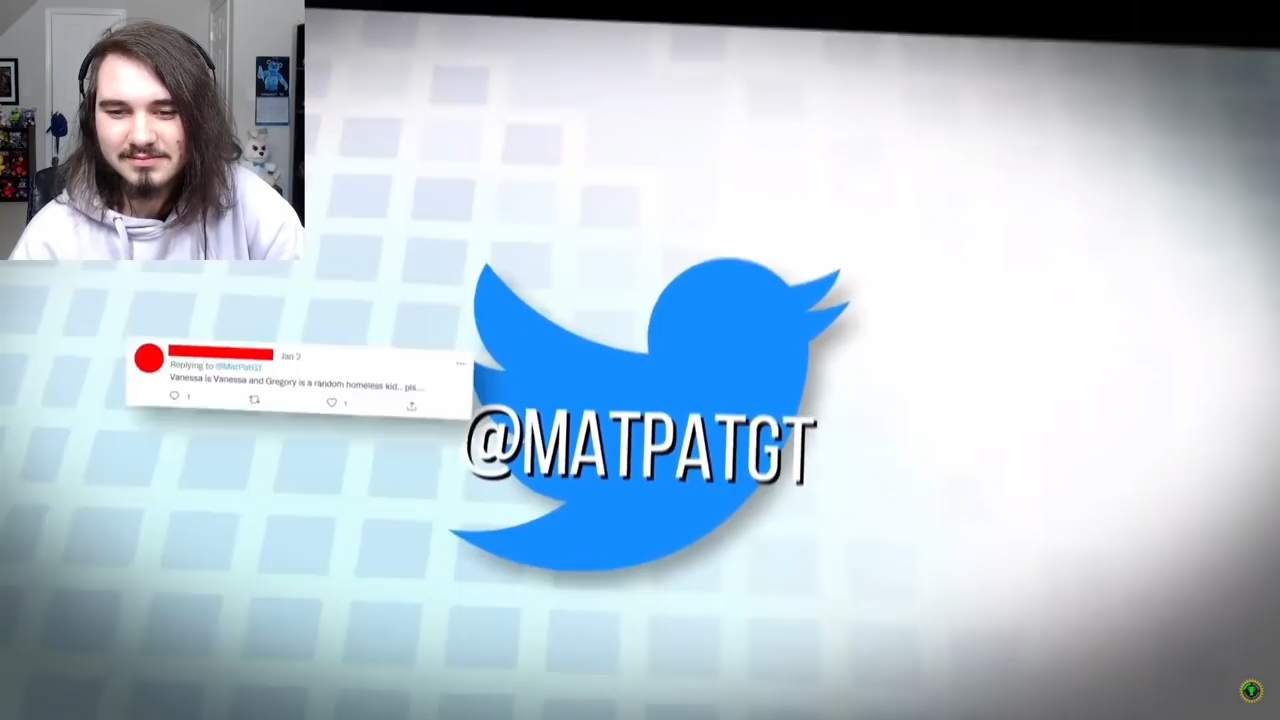 Jan 2
Replying to @MatPatGT
Vanessa is Vanessa and Gregory is a random homeless kid.. pls...
1 1
@MATPATGT